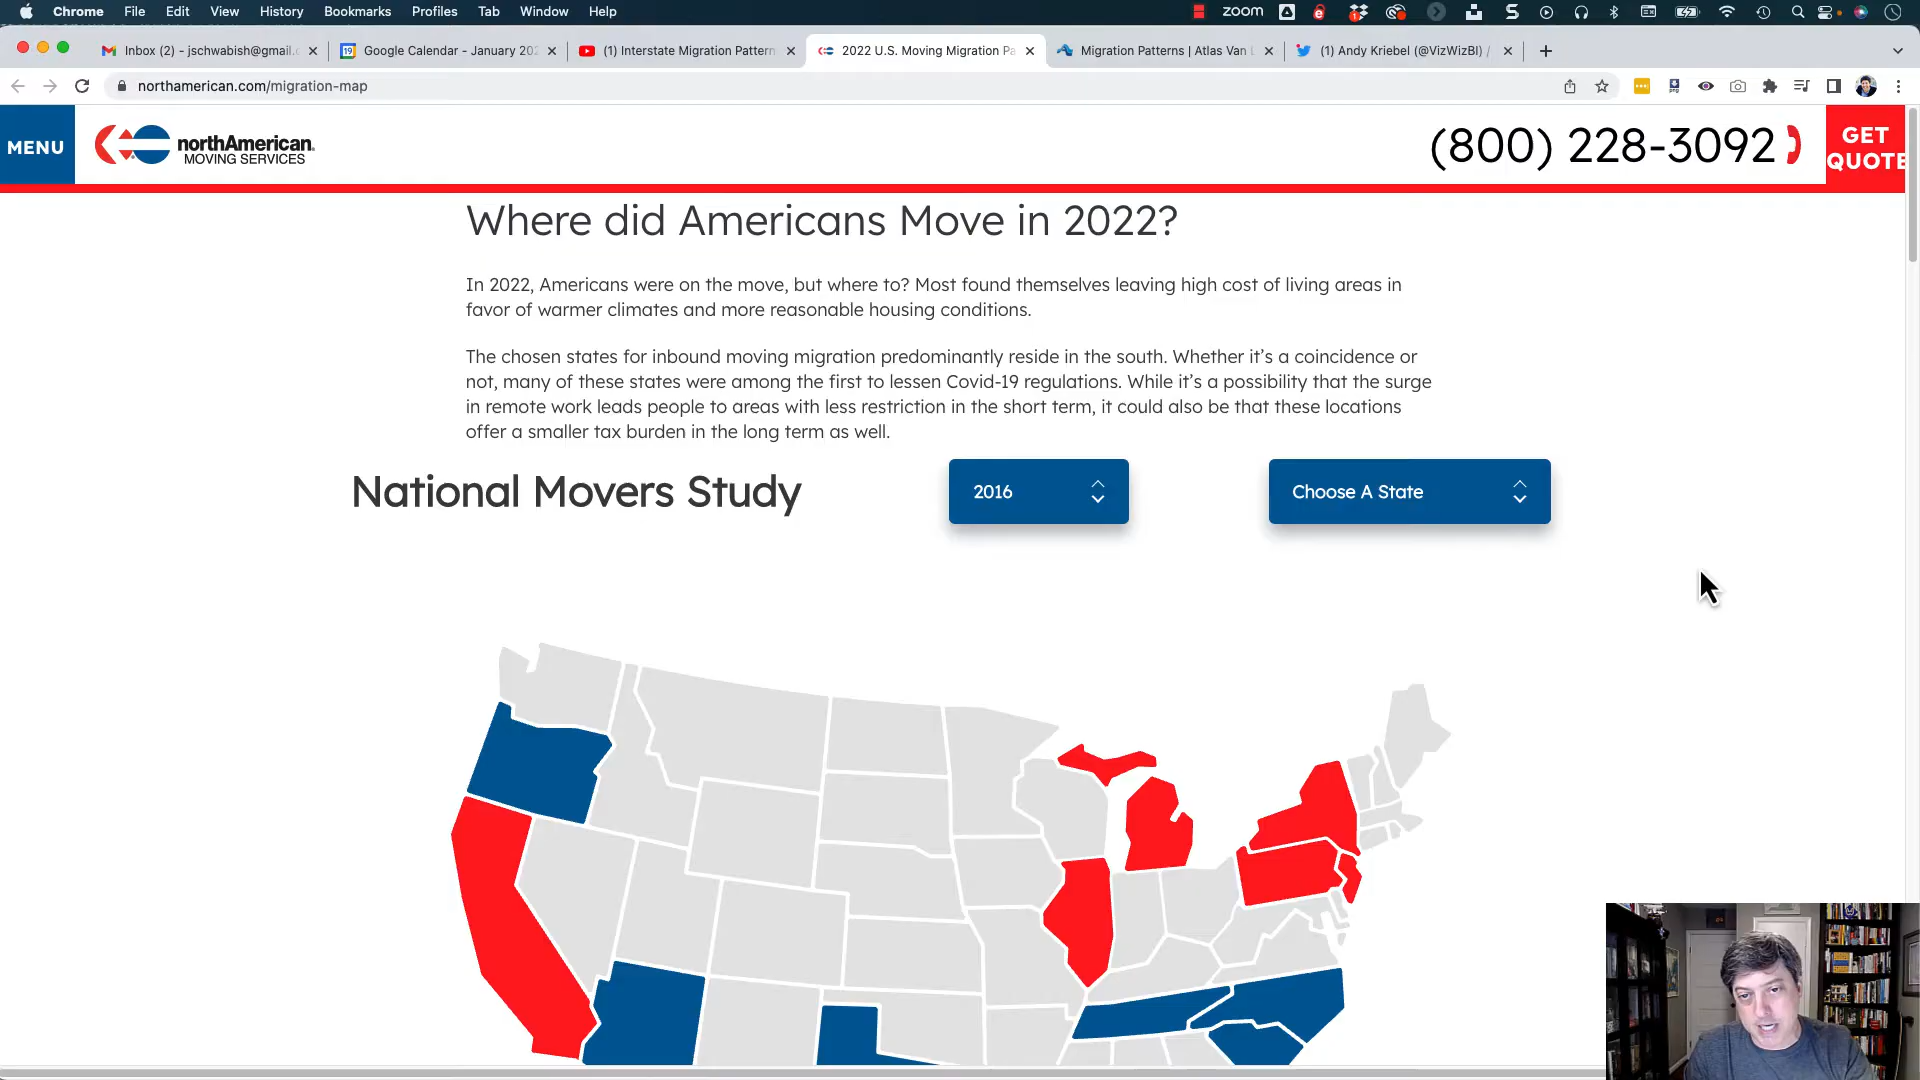 Chrome File Edit View History Bookmarks Profiles Tab Window Help zoom
Inbox (2) - jschwabish@gmail.c
Google Calendar - January 202
(1) Interstate Migration Pattern
2022 U.S. Moving Migration Pa
Migration Patterns | Atlas Van L
(1) Andy Kriebel (@VizWizBI) /
northamerican.com/migration-map
MENU
northAmerican.
MOVING SERVICES
(800) 228-3092
GET
QUOTE
Where did Americans Move in 2022?
In 2022, Americans were on the move, but where to? Most found themselves leaving high cost of living areas in
favor of warmer climates and more reasonable housing conditions.
The chosen states for inbound moving migration predominantly reside in the south. Whether it's a coincidence or
not, many of these states were among the first to lessen Covid-19 regulations. While it's a possibility that the surge
in remote work leads people to areas with less restriction in the short term, it could also be that these locations
offer a smaller tax burden in the long term as well.
National Movers Study
2016
Choose A State